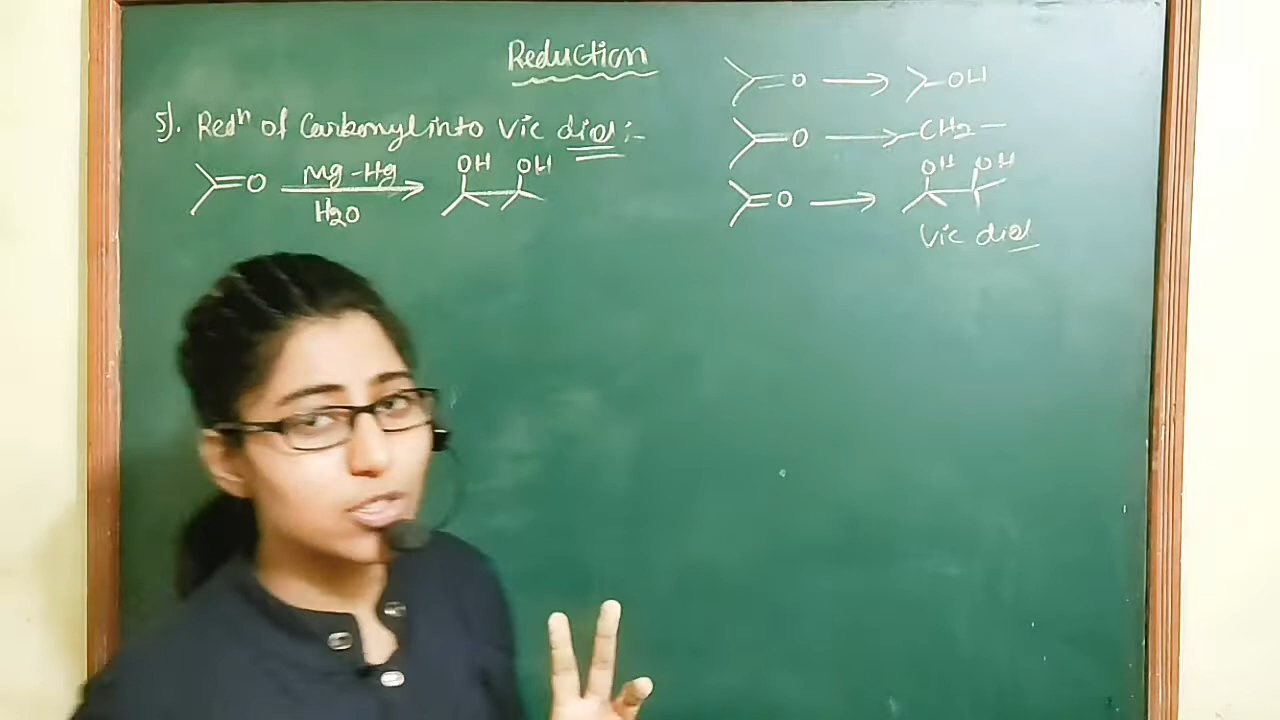 Reduction
5). Redⁿ of Carbonyl into Vic diol :-
O Mg-Hg OH OH
H2O
O OH
O CH2
O OH OH
Vic diol